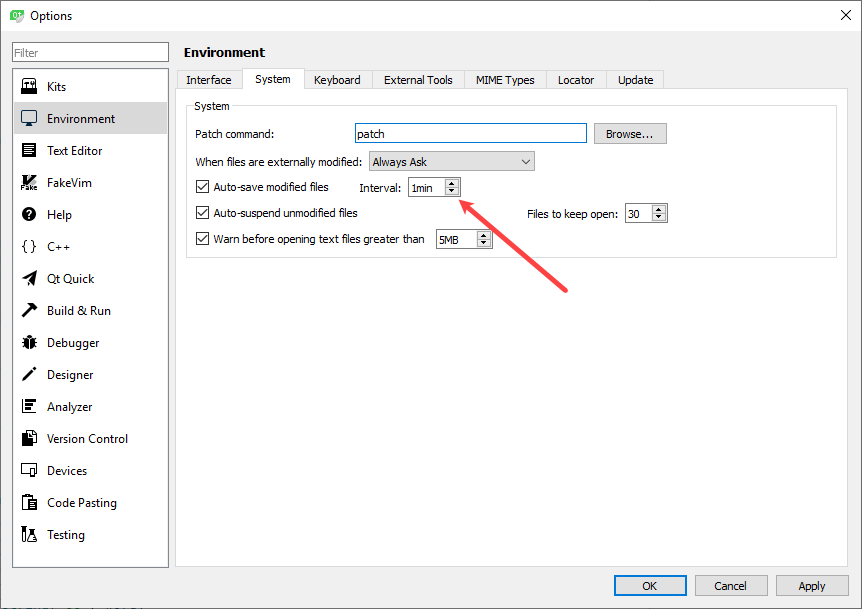 Options
Filter
Kits
Environment
Text Editor
FakeVim
Help
C++
Qt Quick
Build & Run
Debugger
Designer
Analyzer
Version Control
Devices
Code Pasting
Testing
Environment
Interface System Keyboard External Tools MIME Types Locator Update
System
Patch command: patch Browse...
When files are externally modified: Always Ask
Auto-save modified files Interval: 1min
Auto-suspend unmodified files Files to keep open: 30
Warn before opening text files greater than 5MB
OK Cancel Apply